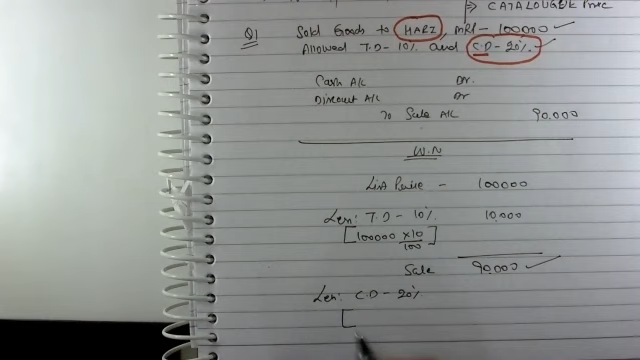 → CATALOUGUE Price
Q1 Sold Goods to HARI, MRP - 100000
Allowed T.D - 10% and C.D - 20%
Cash A/c Dr.
Discount A/c Dr
To Sale A/c 90,000
W.N
List Price - 100000
Less: T.D - 10% 10,000
[100000 × 10/100]
Sale 90,000
Less: C.D - 20%
[